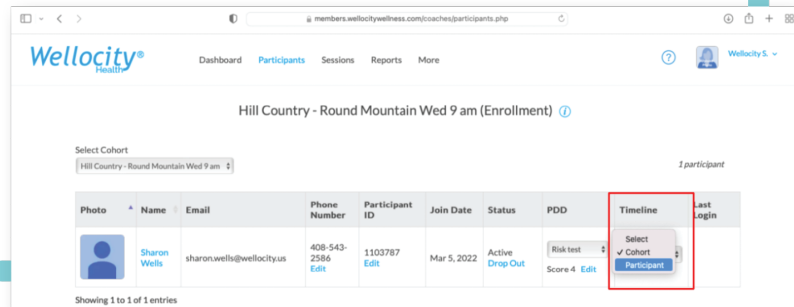 members.wellocitywellness.com/coaches/participants.php
Wellocity®
Health
Dashboard Participants Sessions Reports More
?
Wellocity S.
Hill Country - Round Mountain Wed 9 am (Enrollment) i
Select Cohort
Hill Country - Round Mountain Wed 9 am
1 participant
Photo Name Email Phone Number Participant ID Join Date Status PDD Timeline Last Login
Sharon Wells sharon.wells@wellocity.us 408-543-2586 Edit 1103787 Edit Mar 5, 2022 Active Drop Out Risk test Score 4 Edit
Select
✓ Cohort
Participant
Showing 1 to 1 of 1 entries